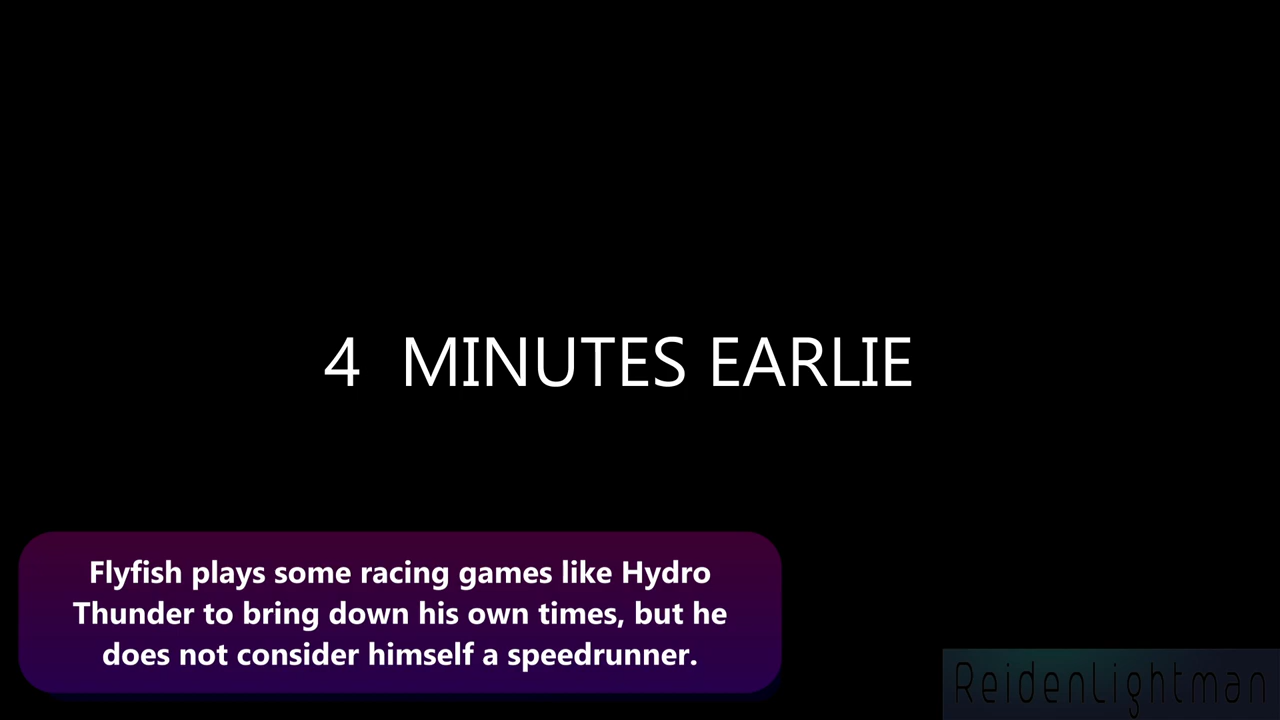 4  MINUTES EARLIE
Flyfish plays some racing games like Hydro
Thunder to bring down his own times, but he
does not consider himself a speedrunner.
ReidenLightman